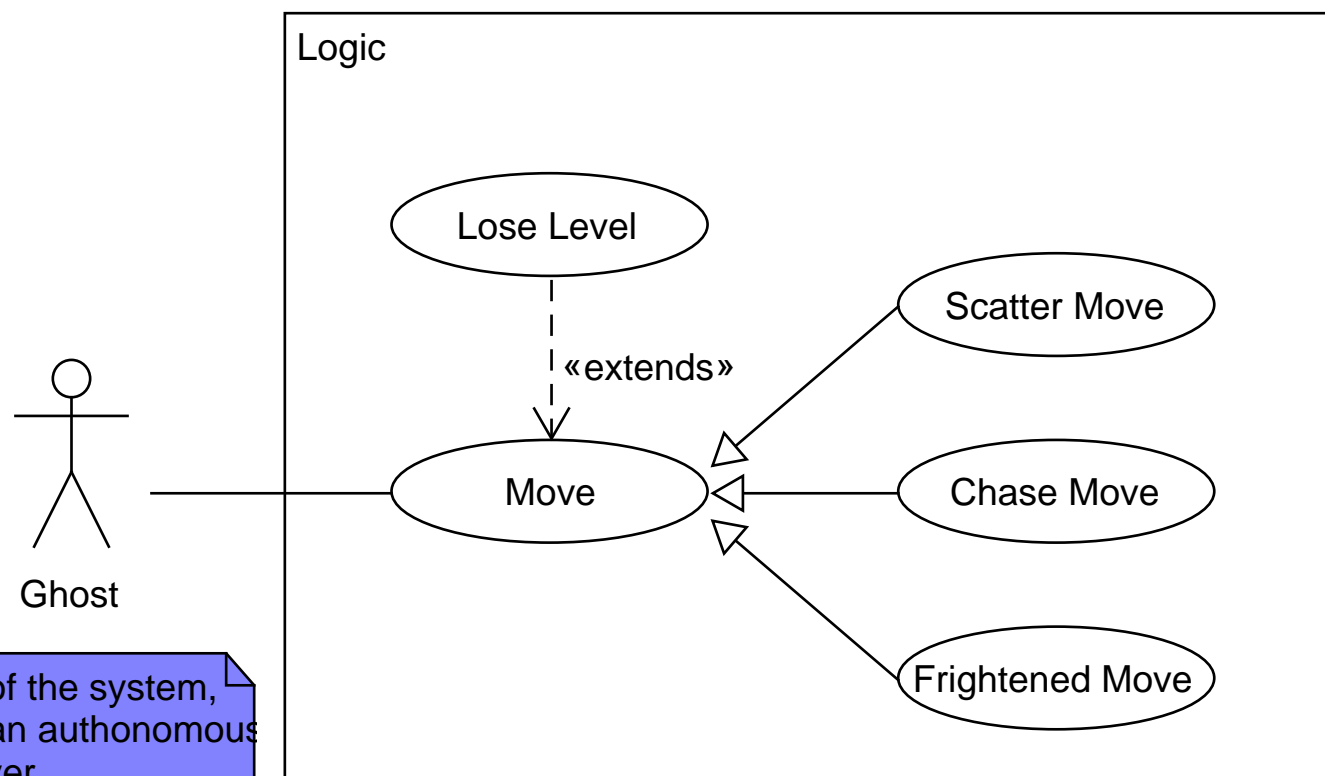 Logic
Lose Level
Scatter Move
«extends»
Move
Chase Move
Ghost
Frightened Move
of the system,
an authonomous